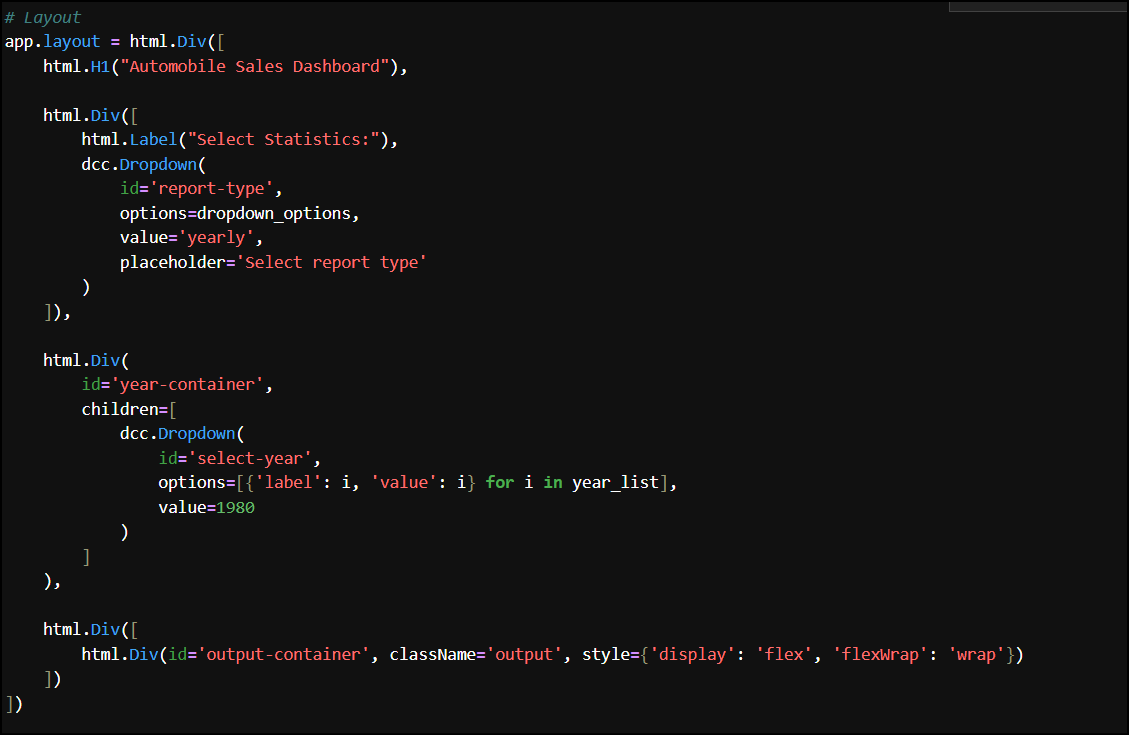 # Layout
app.layout = html.Div([
    html.H1("Automobile Sales Dashboard"),
    html.Div([
        html.Label("Select Statistics:"),
        dcc.Dropdown(
            id='report-type',
            options=dropdown_options,
            value='yearly',
            placeholder='Select report type'
        )
    ]),
    html.Div(
        id='year-container',
        children=[
            dcc.Dropdown(
                id='select-year',
                options=[{'label': i, 'value': i} for i in year_list],
                value=1980
            )
        ]
    ),
    html.Div([
        html.Div(id='output-container', className='output', style={'display': 'flex', 'flexWrap': 'wrap'})
    ])
])